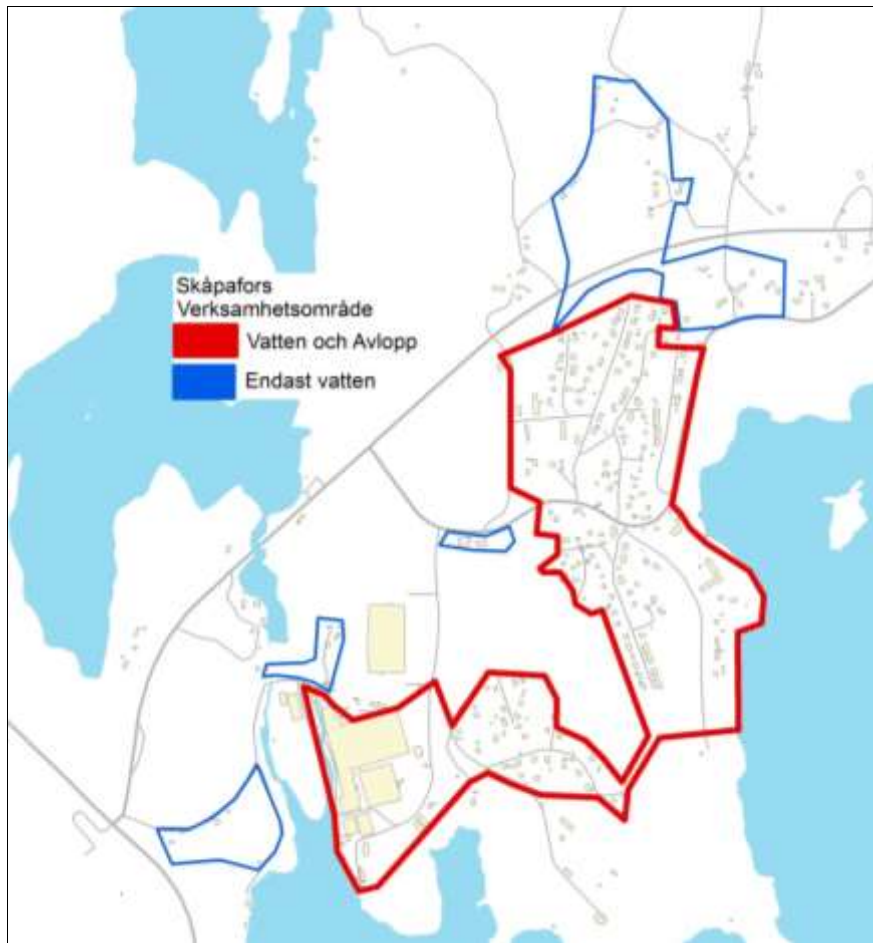 Skåpafors
Verksamhetsområde
Vatten och Avlopp
Endast vatten